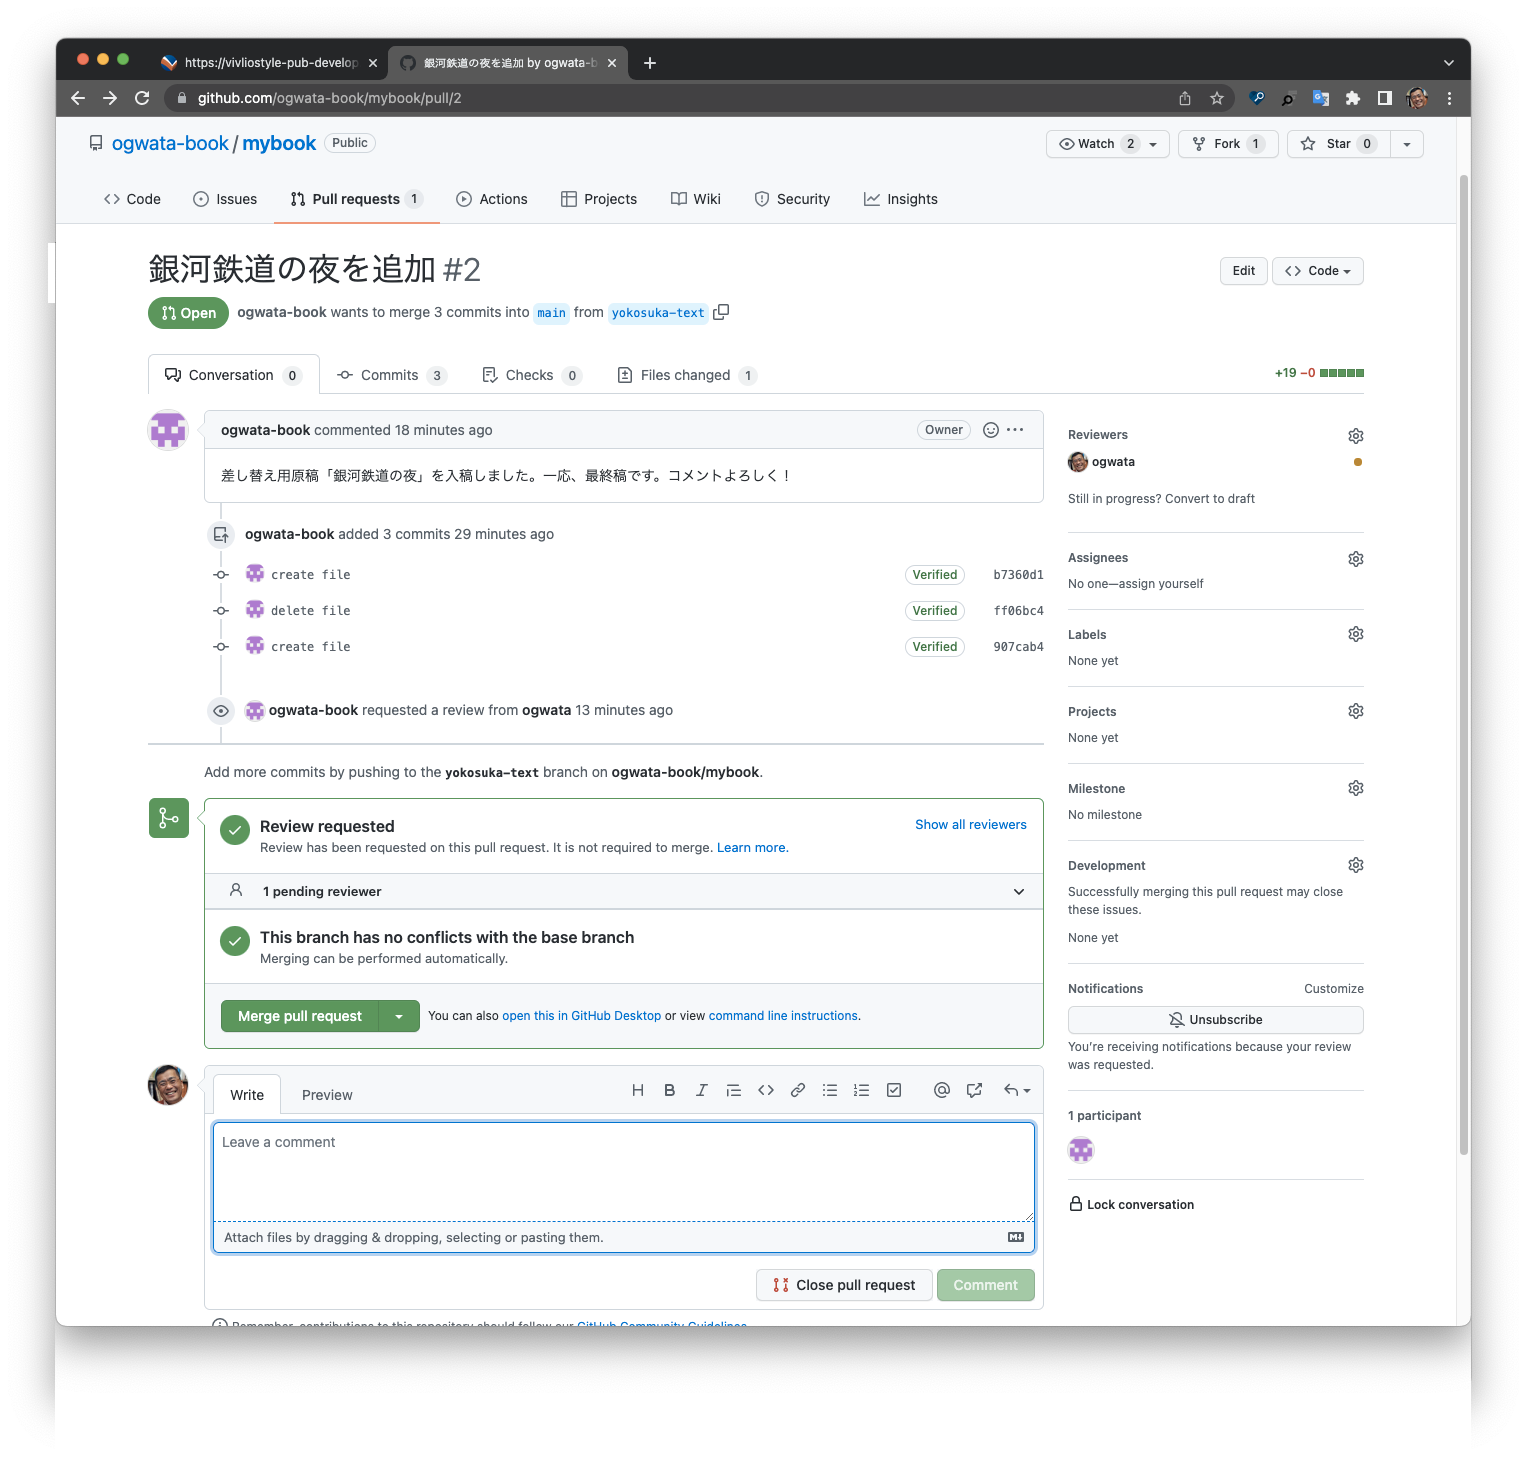 https://vivliostyle-pub-develop
銀河鉄道の夜を追加 by ogwata-b
github.com/ogwata-book/mybook/pull/2
ogwata-book / mybook Public
Watch 2 Fork 1 Star 0
Code Issues Pull requests 1 Actions Projects Wiki Security Insights
銀河鉄道の夜を追加 #2
Edit Code
Open ogwata-book wants to merge 3 commits into main from yokosuka-text
Conversation 0 Commits 3 Checks 0 Files changed 1
+19 −0
ogwata-book commented 18 minutes ago Owner
差し替え用原稿「銀河鉄道の夜」を入稿しました。一応、最終稿です。コメントよろしく！
ogwata-book added 3 commits 29 minutes ago
create file Verified b7360d1
delete file Verified ff06bc4
create file Verified 907cab4
ogwata-book requested a review from ogwata 13 minutes ago
Add more commits by pushing to the yokosuka-text branch on ogwata-book/mybook.
Review requested
Show all reviewers
Review has been requested on this pull request. It is not required to merge. Learn more.
1 pending reviewer
This branch has no conflicts with the base branch
Merging can be performed automatically.
Merge pull request You can also open this in GitHub Desktop or view command line instructions.
Write Preview
Leave a comment
Attach files by dragging & dropping, selecting or pasting them.
Close pull request Comment
Remember, contributions to this repository should follow our GitHub Community Guidelines.
Reviewers
ogwata
Still in progress? Convert to draft
Assignees
No one—assign yourself
Labels
None yet
Projects
None yet
Milestone
No milestone
Development
Successfully merging this pull request may close
these issues.
None yet
Notifications Customize
Unsubscribe
You're receiving notifications because your review
was requested.
1 participant
Lock conversation